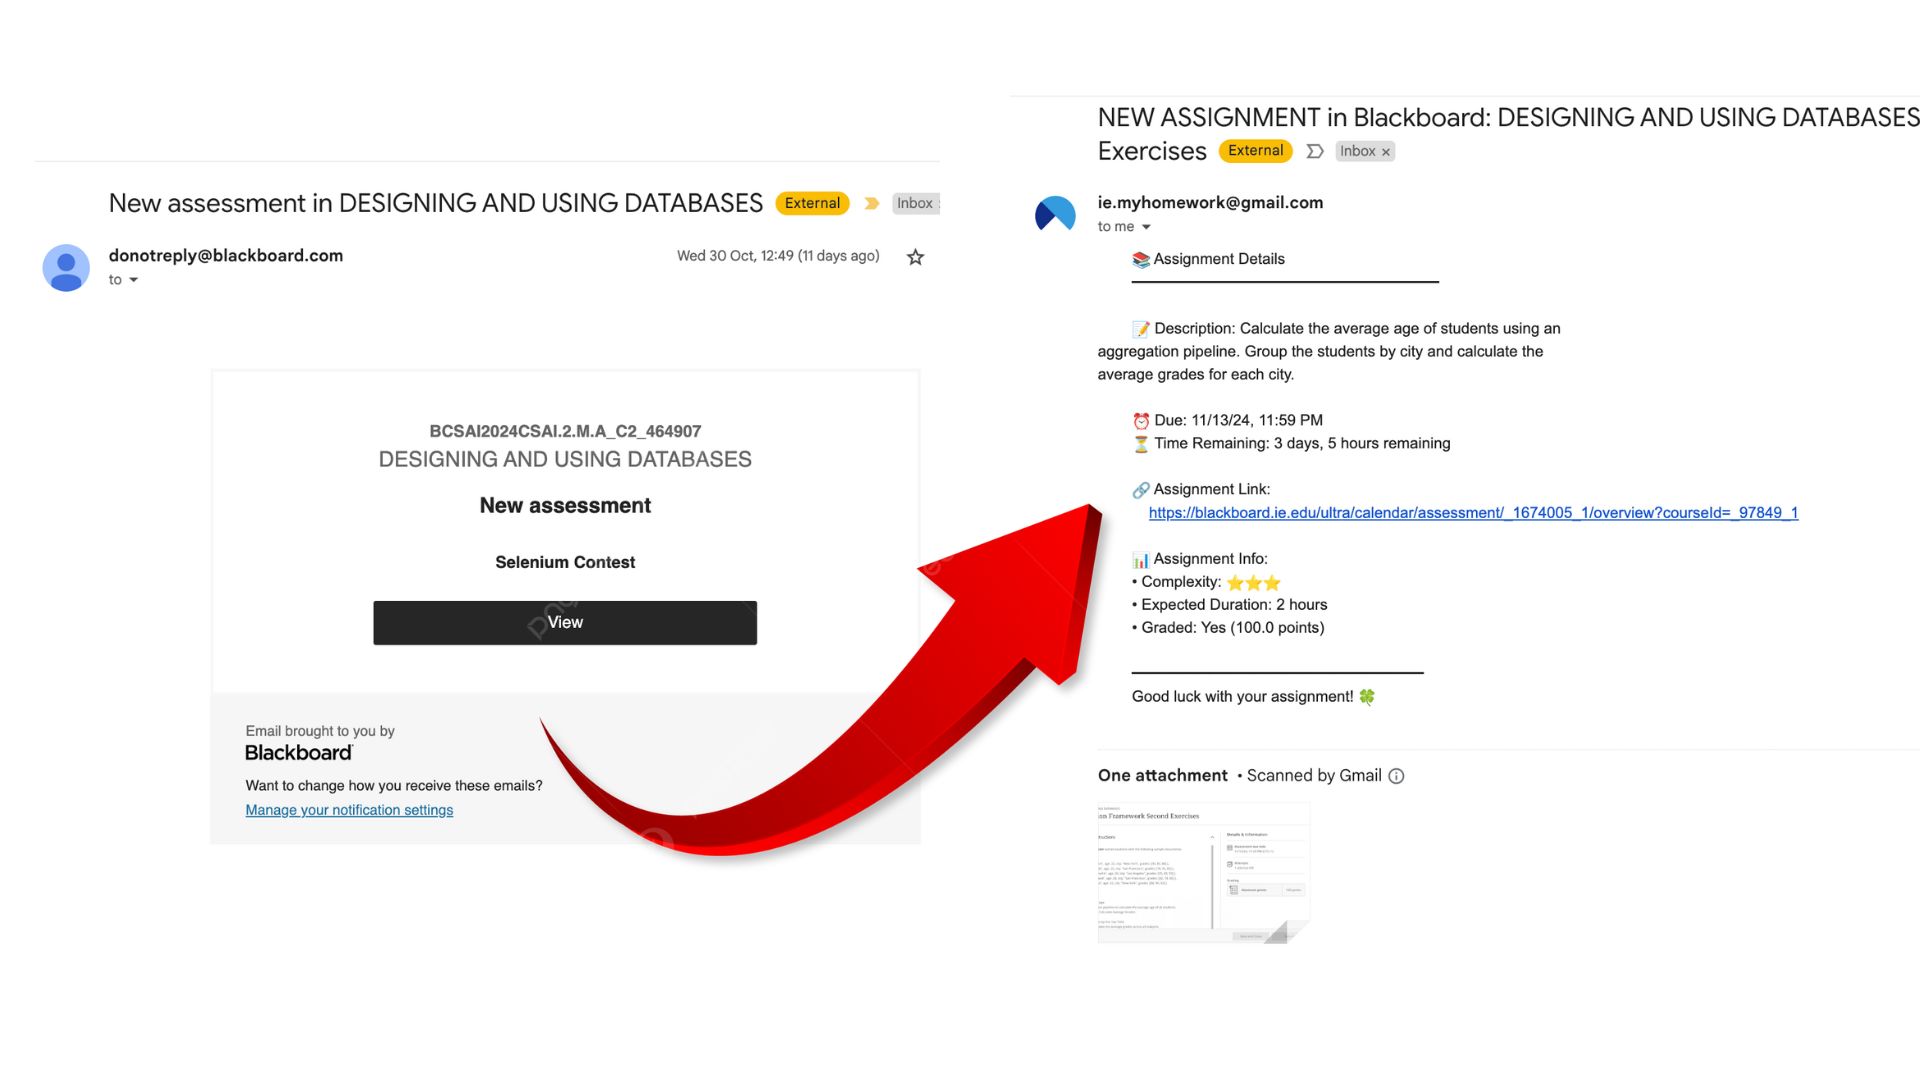 New assessment in DESIGNING AND USING DATABASES External Inbox
donotreply@blackboard.com Wed 30 Oct, 12:49 (11 days ago)
to
BCSAI2024CSAI.2.M.A_C2_464907
DESIGNING AND USING DATABASES
New assessment
Selenium Contest
View
Email brought to you by
Blackboard
Want to change how you receive these emails?
Manage your notification settings
NEW ASSIGNMENT in Blackboard: DESIGNING AND USING DATABASES
Exercises External Inbox x
ie.myhomework@gmail.com
to me
📚 Assignment Details
📝 Description: Calculate the average age of students using an
aggregation pipeline. Group the students by city and calculate the
average grades for each city.
⏰ Due: 11/13/24, 11:59 PM
⏳ Time Remaining: 3 days, 5 hours remaining
🔗 Assignment Link:
https://blackboard.ie.edu/ultra/calendar/assessment/_1674005_1/overview?courseId=_97849_1
📊 Assignment Info:
• Complexity: ⭐⭐⭐
• Expected Duration: 2 hours
• Graded: Yes (100.0 points)
Good luck with your assignment! 🍀
One attachment • Scanned by Gmail
Framework Second Exercises
Details & Information